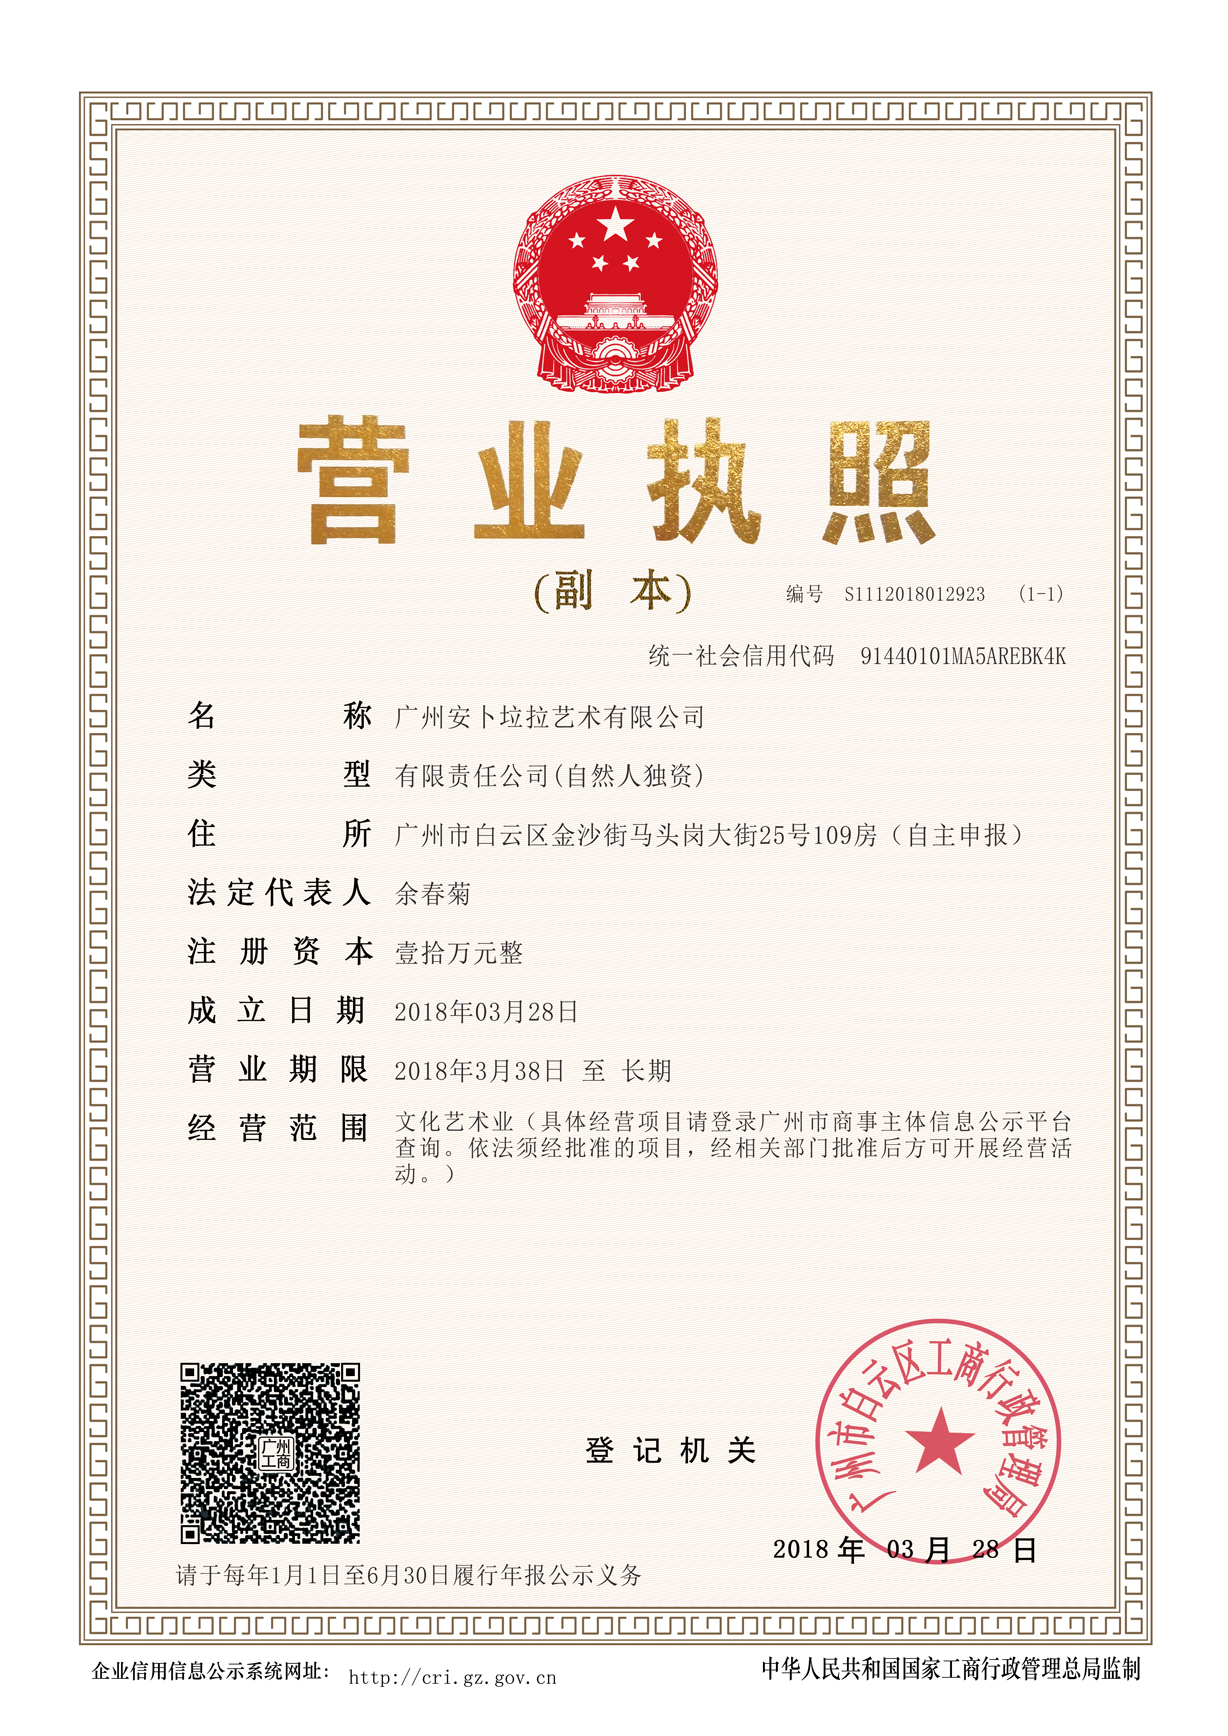 营业执照
(副 本)
编号 S1112018012923 (1-1)
统一社会信用代码 91440101MA5AREBK4K
名称 广州安卜垃拉艺术有限公司
类型 有限责任公司(自然人独资)
住所 广州市白云区金沙街马头岗大街25号109房（自主申报）
法定代表人 余春菊
注册资本 壹拾万元整
成立日期 2018年03月28日
营业期限 2018年3月38日 至 长期
经营范围 文化艺术业（具体经营项目请登录广州市商事主体信息公示平台
查询。依法须经批准的项目，经相关部门批准后方可开展经营活
动。）
广州
工商
登记机关
广州市白云区工商行政管理局
2018 年 03 月 28 日
请于每年1月1日至6月30日履行年报公示义务
企业信用信息公示系统网址： http://cri.gz.gov.cn
中华人民共和国国家工商行政管理总局监制